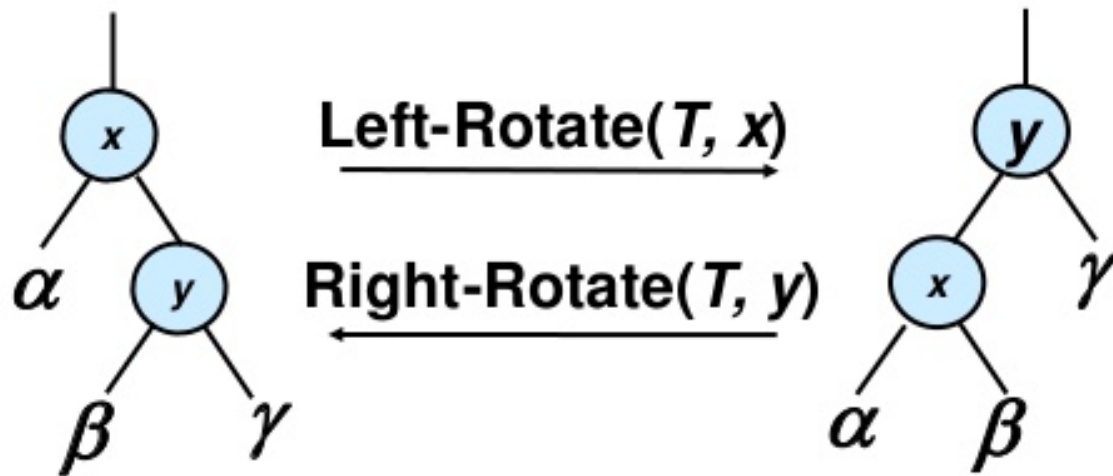 x
Left-Rotate(T, x)
y
α
y
Right-Rotate(T, y)
x
γ
β
γ
α
β